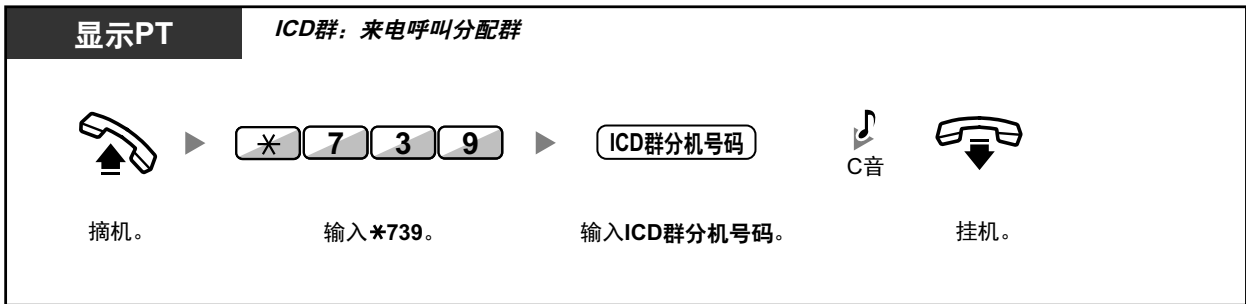 显示PT
ICD群：来电呼叫分配群
* 7 3 9
ICD群分机号码
C音
摘机。
输入*739。
输入ICD群分机号码。
挂机。